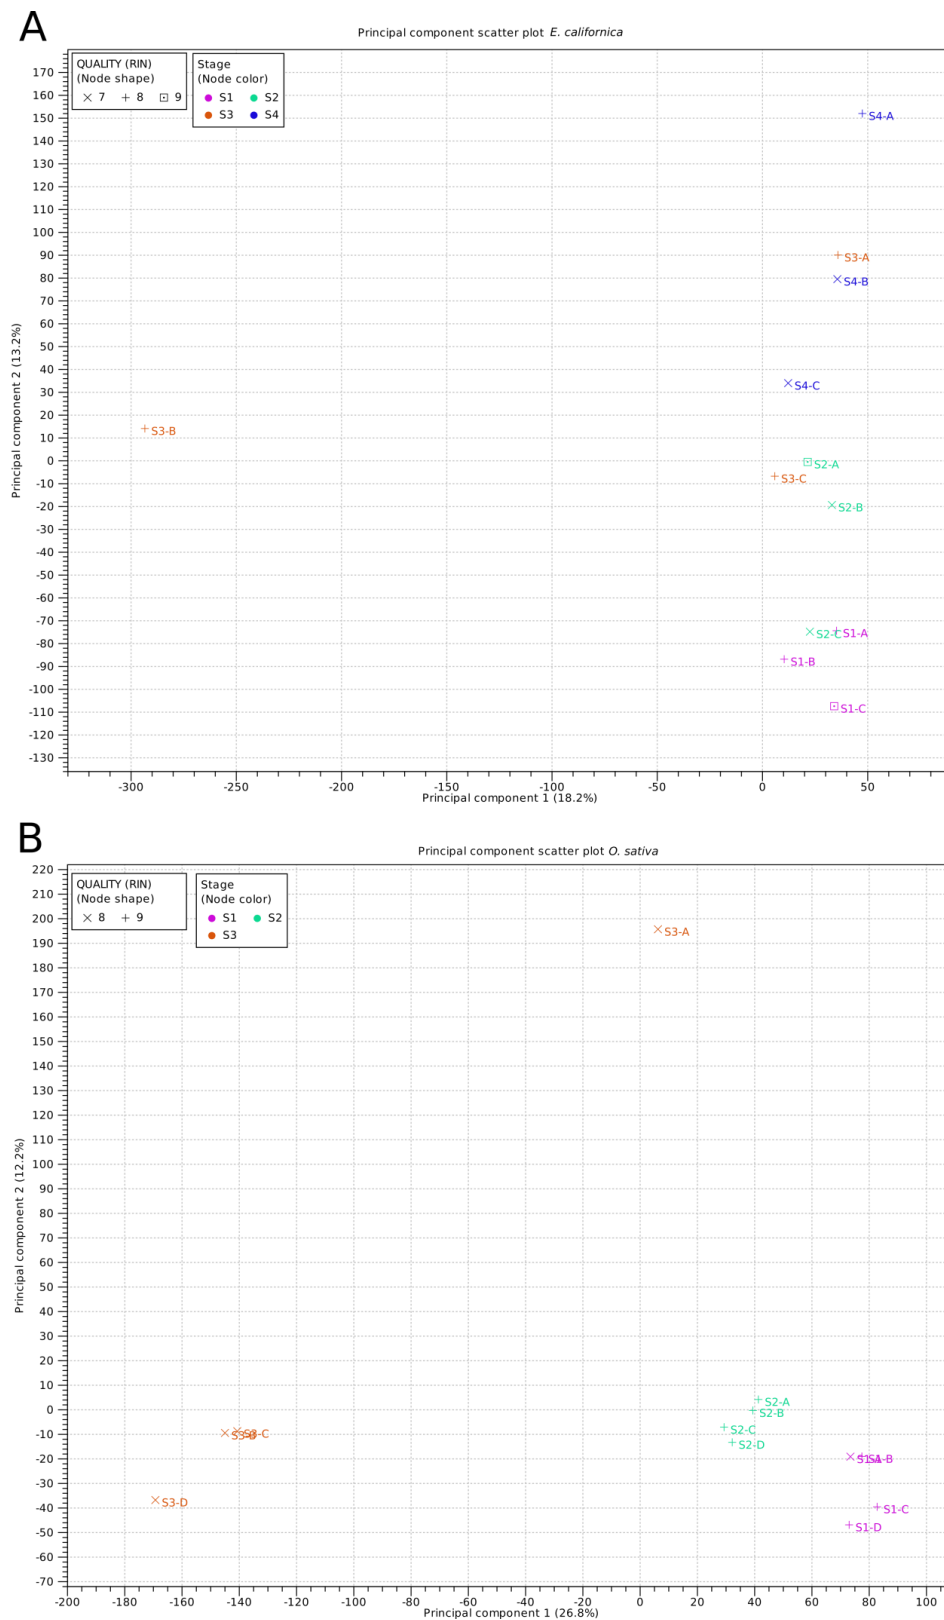 A
Principal component scatter plot E. californica
QUALITY (RIN)
(Node shape)
7 8 9
Stage
(Node color)
S1 S2
S3 S4
170
160
150
140
130
120
110
100
90
80
70
60
50
40
30
20
10
0
-10
-20
-30
-40
-50
-60
-70
-80
-90
-100
-110
-120
-130
Principal component 2 (13.2%)
S4-A
S3-A
S4-B
S4-C
S3-B
S2-A
S3-C
S2-B
S2-C
S1-A
S1-B
S1-C
-300 -250 -200 -150 -100 -50 0 50
Principal component 1 (18.2%)
B
Principal component scatter plot O. sativa
QUALITY (RIN)
(Node shape)
8 9
Stage
(Node color)
S1 S2
S3
220
210
200
190
180
170
160
150
140
130
120
110
100
90
80
70
60
50
40
30
20
10
0
-10
-20
-30
-40
-50
-60
-70
Principal component 2 (12.2%)
S3-A
S2-A
S2-B
S2-C
S2-D
S3-B
S3-C
S1-A
S1-B
S3-D
S1-C
S1-D
-200 -180 -160 -140 -120 -100 -80 -60 -40 -20 0 20 40 60 80 100
Principal component 1 (26.8%)